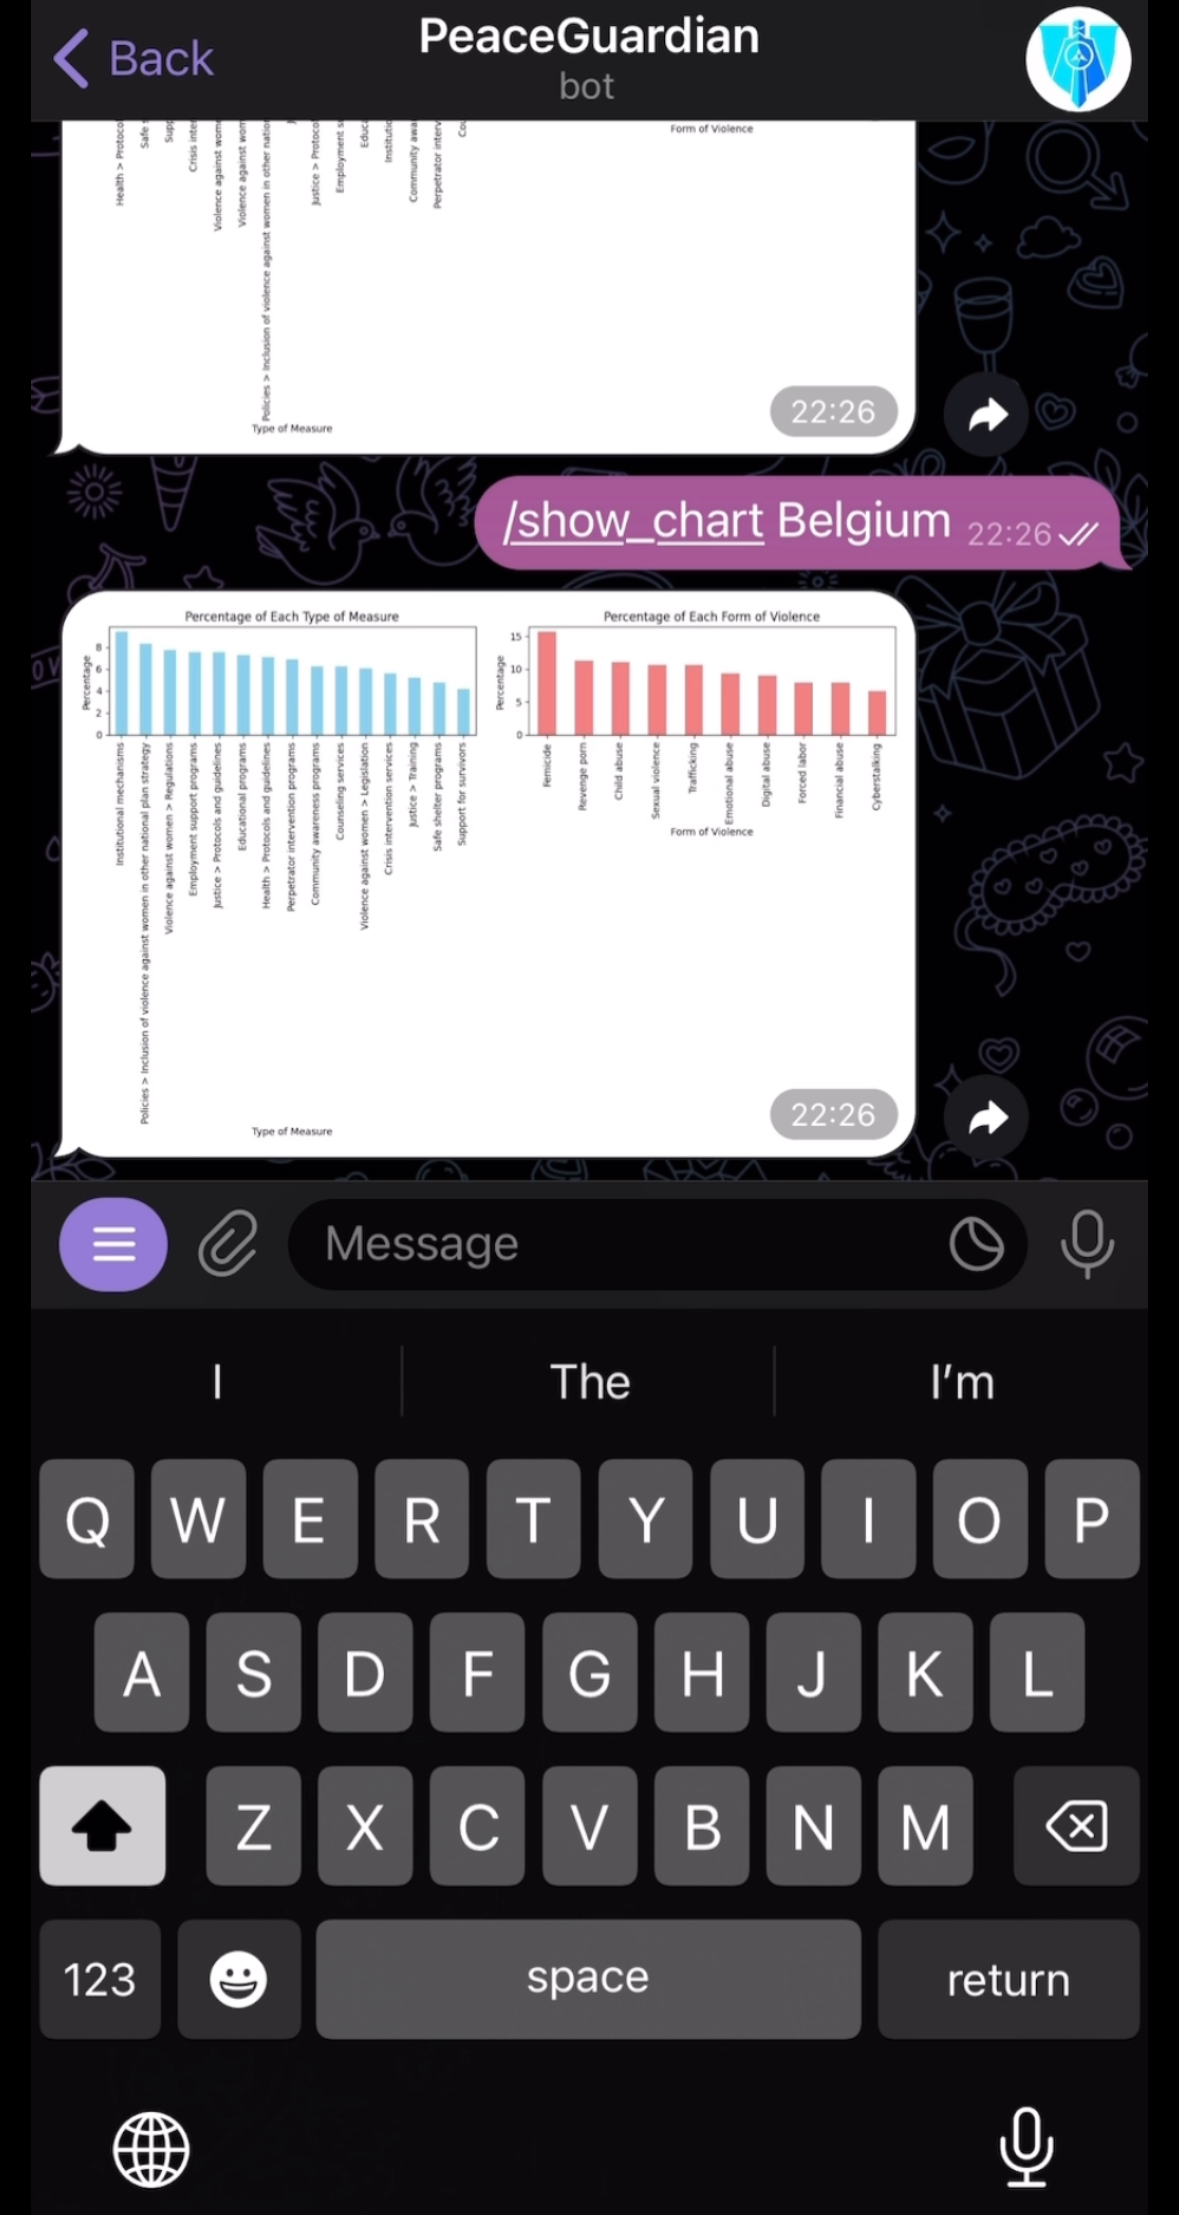 Back
PeaceGuardian
bot
Health > Protoco
Safe
Supp
Crisis inte
Violence against wome
Violence against wom
Policies > Inclusion of violence against women in other nation
Justice > Protocol
Employment s
Educa
Institutio
Community awa
Perpetrator interv
Cou
Type of Measure
Form of Violence
22:26
/show_chart Belgium 22:26
Percentage of Each Type of Measure
Percentage
8
6
4
2
0
Institutional mechanisms
Policies > Inclusion of violence against women in other national plan strategy
Violence against women > Regulations
Employment support programs
Justice > Protocols and guidelines
Educational programs
Health > Protocols and guidelines
Perpetrator intervention programs
Community awareness programs
Counseling services
Violence against women > Legislation
Crisis intervention services
Justice > Training
Safe shelter programs
Support for survivors
Type of Measure
Percentage of Each Form of Violence
Percentage
15
10
5
0
Femicide
Revenge porn
Child abuse
Sexual violence
Trafficking
Emotional abuse
Digital abuse
Forced labor
Financial abuse
Cyberstalking
Form of Violence
22:26
Message
I The I'm
Q W E R T Y U I O P
A S D F G H J K L
Z X C V B N M
123 space return